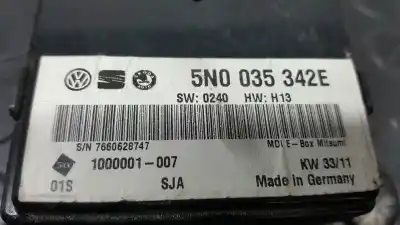 5N0 035 342E
SW: 0240 HW: H13
S/N 7660628747 MDI E-Box Mitsumi
1000001-007 KW 33/11
01S SJA Made in Germany